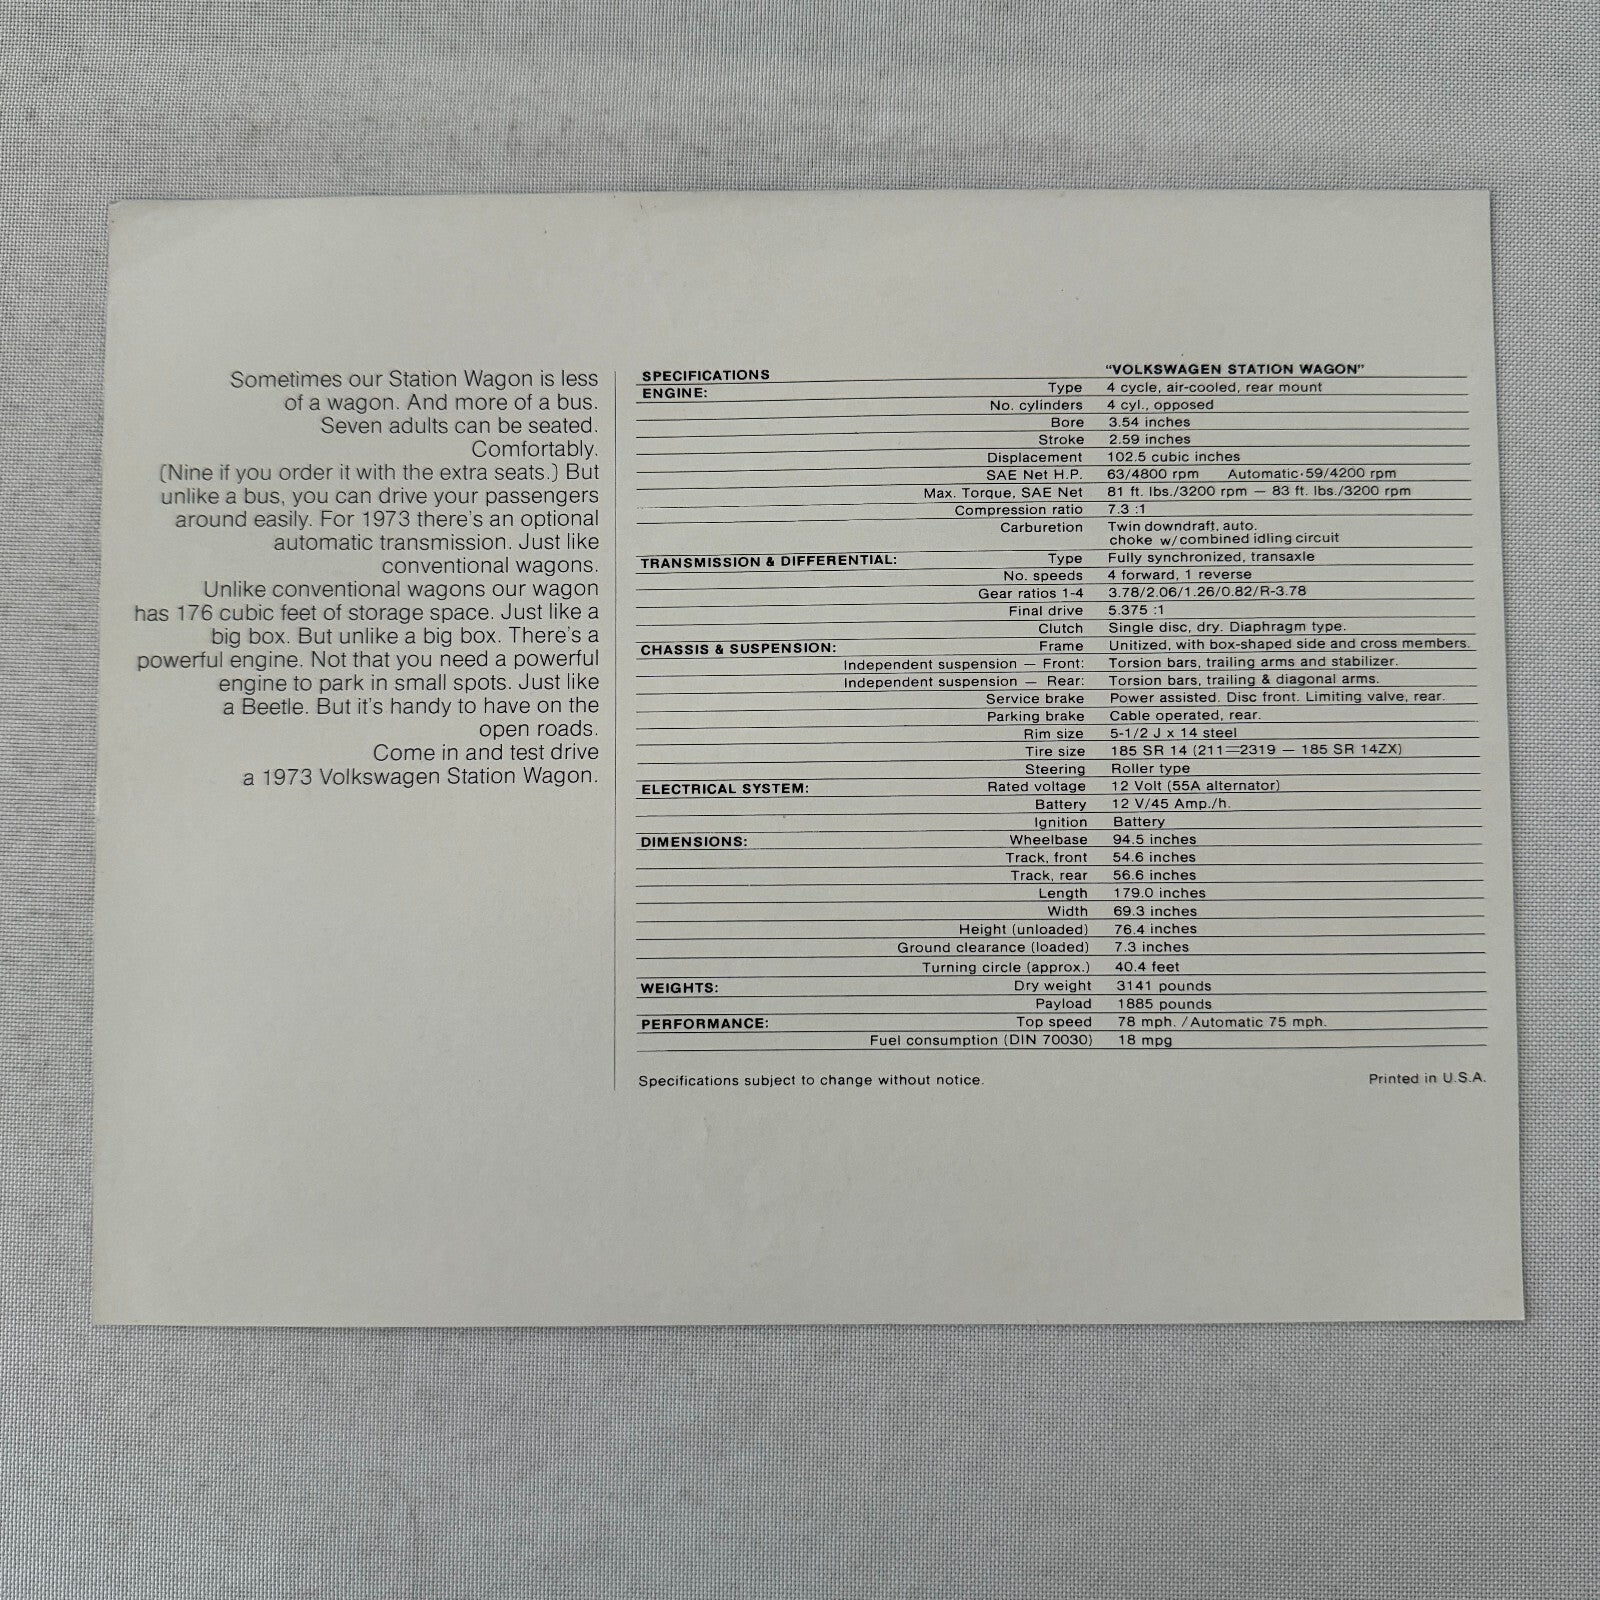 Sometimes our Station Wagon is less
of a wagon. And more of a bus.
Seven adults can be seated.
Comfortably.
(Nine if you order it with the extra seats.) But
unlike a bus, you can drive your passengers
around easily. For 1973 there's an optional
automatic transmission. Just like
conventional wagons.
Unlike conventional wagons our wagon
has 176 cubic feet of storage space. Just like a
big box. But unlike a big box. There's a
powerful engine. Not that you need a powerful
engine to park in small spots. Just like
a Beetle. But it's handy to have on the
open roads.
Come in and test drive
a 1973 Volkswagen Station Wagon.
SPECIFICATIONS "VOLKSWAGEN STATION WAGON"
ENGINE: Type 4 cycle, air-cooled, rear mount
No. cylinders 4 cyl., opposed
Bore 3.54 inches
Stroke 2.59 inches
Displacement 102.5 cubic inches
SAE Net H.P. 63/4800 rpm Automatic·59/4200 rpm
Max. Torque, SAE Net 81 ft. lbs./3200 rpm — 83 ft. lbs./3200 rpm
Compression ratio 7.3 :1
Carburetion Twin downdraft, auto.
choke w/combined idling circuit
TRANSMISSION & DIFFERENTIAL: Type Fully synchronized, transaxle
No. speeds 4 forward, 1 reverse
Gear ratios 1-4 3.78/2.06/1.26/0.82/R-3.78
Final drive 5.375 :1
Clutch Single disc, dry. Diaphragm type.
CHASSIS & SUSPENSION: Frame Unitized, with box-shaped side and cross members.
Independent suspension — Front: Torsion bars, trailing arms and stabilizer.
Independent suspension — Rear: Torsion bars, trailing & diagonal arms.
Service brake Power assisted. Disc front. Limiting valve, rear.
Parking brake Cable operated, rear.
Rim size 5-1/2 J x 14 steel
Tire size 185 SR 14 (211—2319 — 185 SR 14ZX)
Steering Roller type
ELECTRICAL SYSTEM: Rated voltage 12 Volt (55A alternator)
Battery 12 V/45 Amp./h.
Ignition Battery
DIMENSIONS: Wheelbase 94.5 inches
Track, front 54.6 inches
Track, rear 56.6 inches
Length 179.0 inches
Width 69.3 inches
Height (unloaded) 76.4 inches
Ground clearance (loaded) 7.3 inches
Turning circle (approx.) 40.4 feet
WEIGHTS: Dry weight 3141 pounds
Payload 1885 pounds
PERFORMANCE: Top speed 78 mph. / Automatic 75 mph.
Fuel consumption (DIN 70030) 18 mpg
Specifications subject to change without notice. Printed in U.S.A.